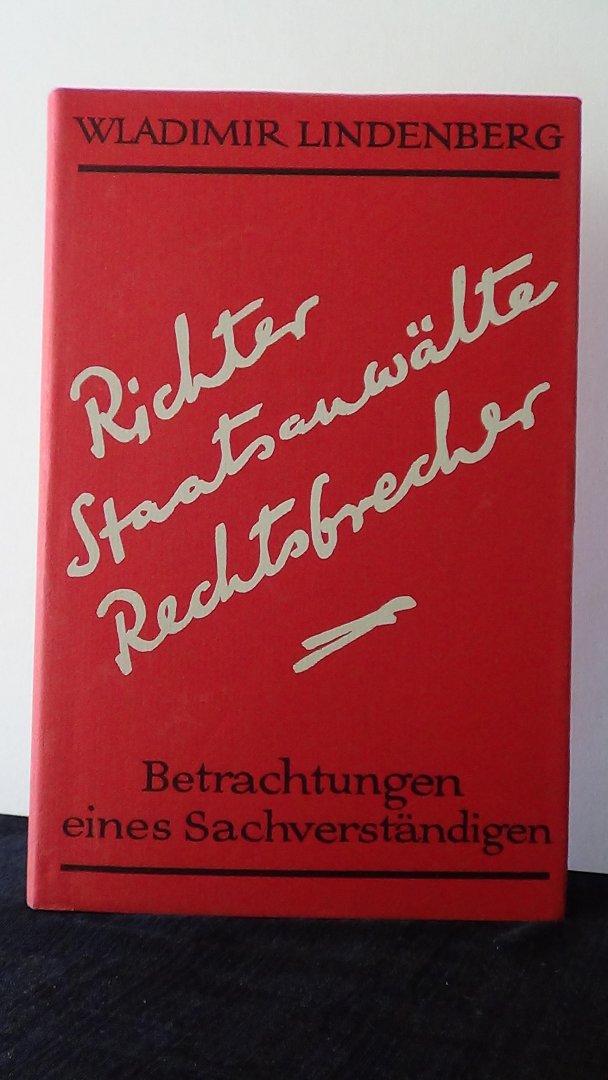 WLADIMIR LINDENBERG
Richter
Staatsanwälte
Rechtsbrecher
Betrachtungen
eines Sachverständigen